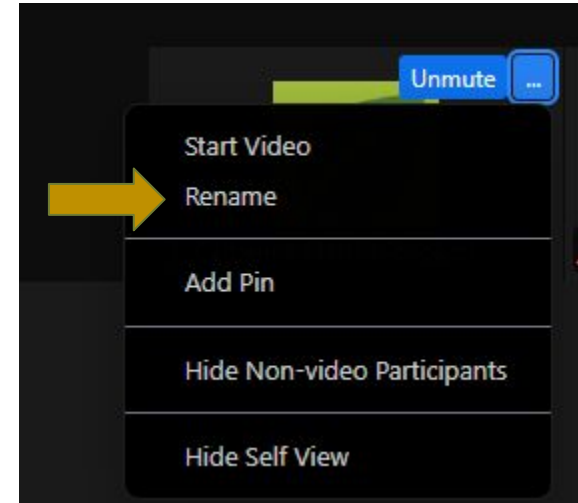 Unmute ...
Start Video
Rename
Add Pin
Hide Non-video Participants
Hide Self View